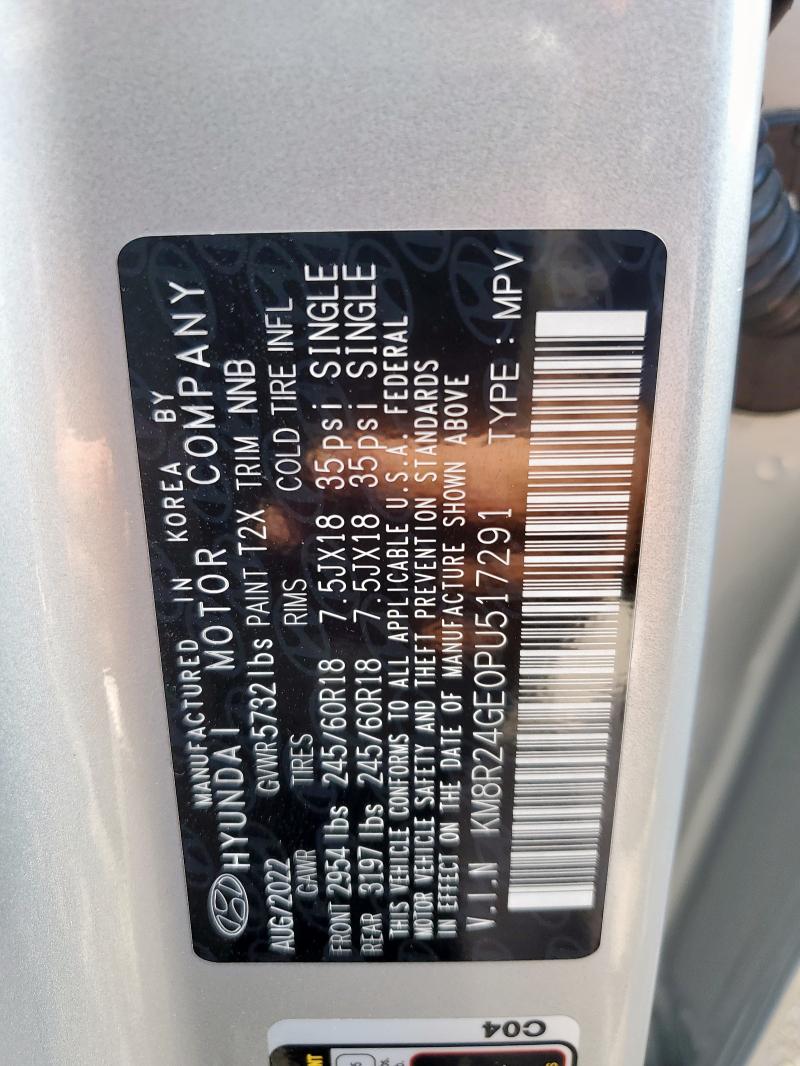 MANUFACTURED IN KOREA BY
HYUNDAI MOTOR COMPANY
AUG/2022 GVWR 5732 lbs PAINT T2X TRIM NNB
GAWR TIRES RIMS COLD TIRE INFL
FRONT 2954 lbs 245/60R18 7.5JX18 35psi SINGLE
REAR 3197 lbs 245/60R18 7.5JX18 35psi SINGLE
THIS VEHICLE CONFORMS TO ALL APPLICABLE U.S.A. FEDERAL
MOTOR VEHICLE SAFETY AND THEFT PREVENTION STANDARDS
IN EFFECT ON THE DATE OF MANUFACTURE SHOWN ABOVE
V.I.N KM8R24GE0PU517291 TYPE : MPV
C04